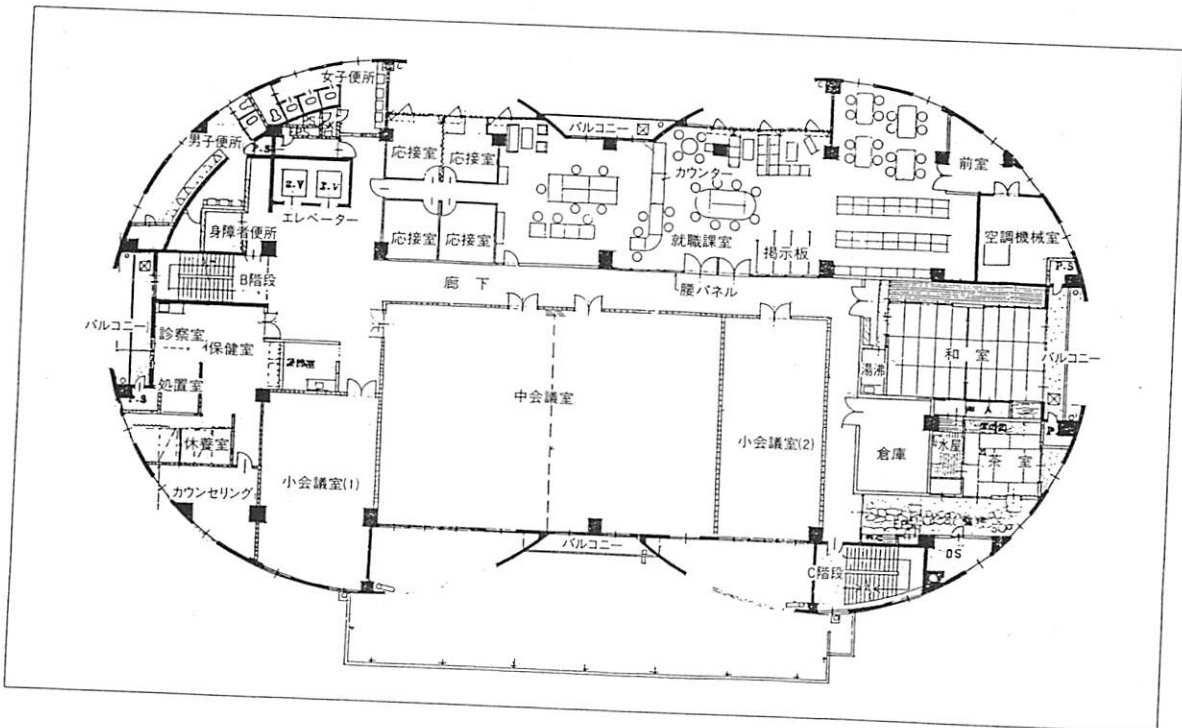 女子便所
男子便所
P.S
エレベーター
身障者便所
B階段
応接室
応接室
応接室
応接室
バルコニー
カウンター
就職課室
掲示板
前室
空調機械室
P.S
廊下
腰パネル
バルコニー
診察室
保健室
処置室
P.S
休養室
カウンセリング
小会議室(1)
中会議室
小会議室(2)
バルコニー
湯沸
和室
バルコニー
倉庫
水屋
茶室
C階段
DS